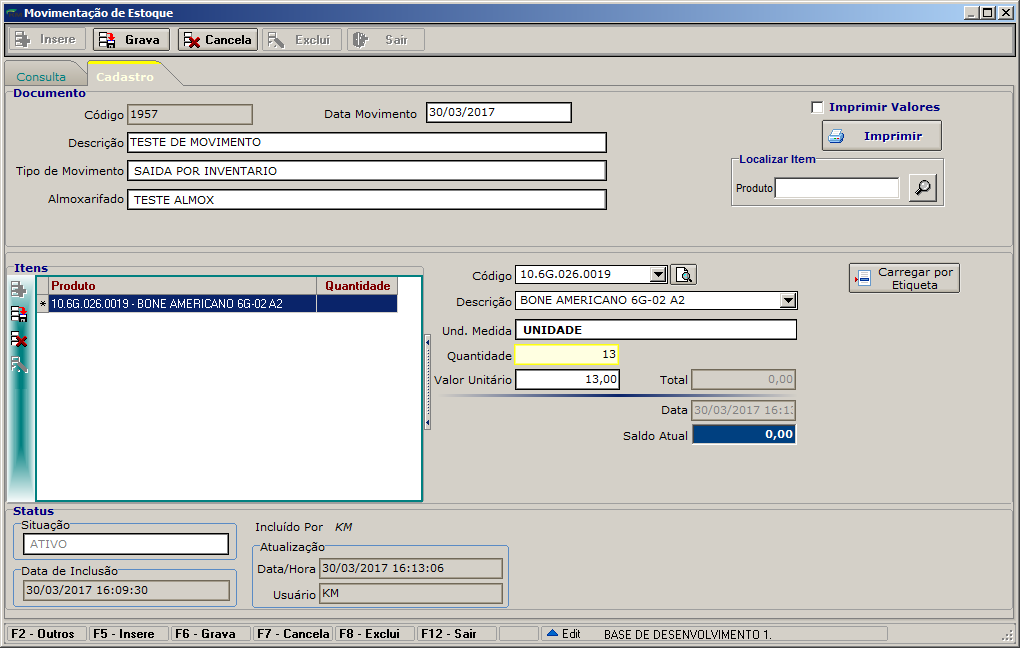 Movimentação de Estoque
Insere Grava Cancela Exclui Sair
Consulta Cadastro
Documento
Código 1957 Data Movimento 30/03/2017 Imprimir Valores
Descrição TESTE DE MOVIMENTO Imprimir
Tipo de Movimento SAIDA POR INVENTARIO Localizar Item
Almoxarifado TESTE ALMOX Produto
Itens
Produto Quantidade
* 10.6G.026.0019 - BONE AMERICANO 6G-02 A2
Código 10.6G.026.0019 Carregar por
Etiqueta
Descrição BONE AMERICANO 6G-02 A2
Und. Medida UNIDADE
Quantidade 13
Valor Unitário 13,00 Total 0,00
Data 30/03/2017 16:13
Saldo Atual 0,00
Status
Situação
ATIVO
Data de Inclusão
30/03/2017 16:09:30
Incluído Por KM
Atualização
Data/Hora 30/03/2017 16:13:06
Usuário KM
F2 - Outros F5 - Insere F6 - Grava F7 - Cancela F8 - Exclui F12 - Sair Edit BASE DE DESENVOLVIMENTO 1.